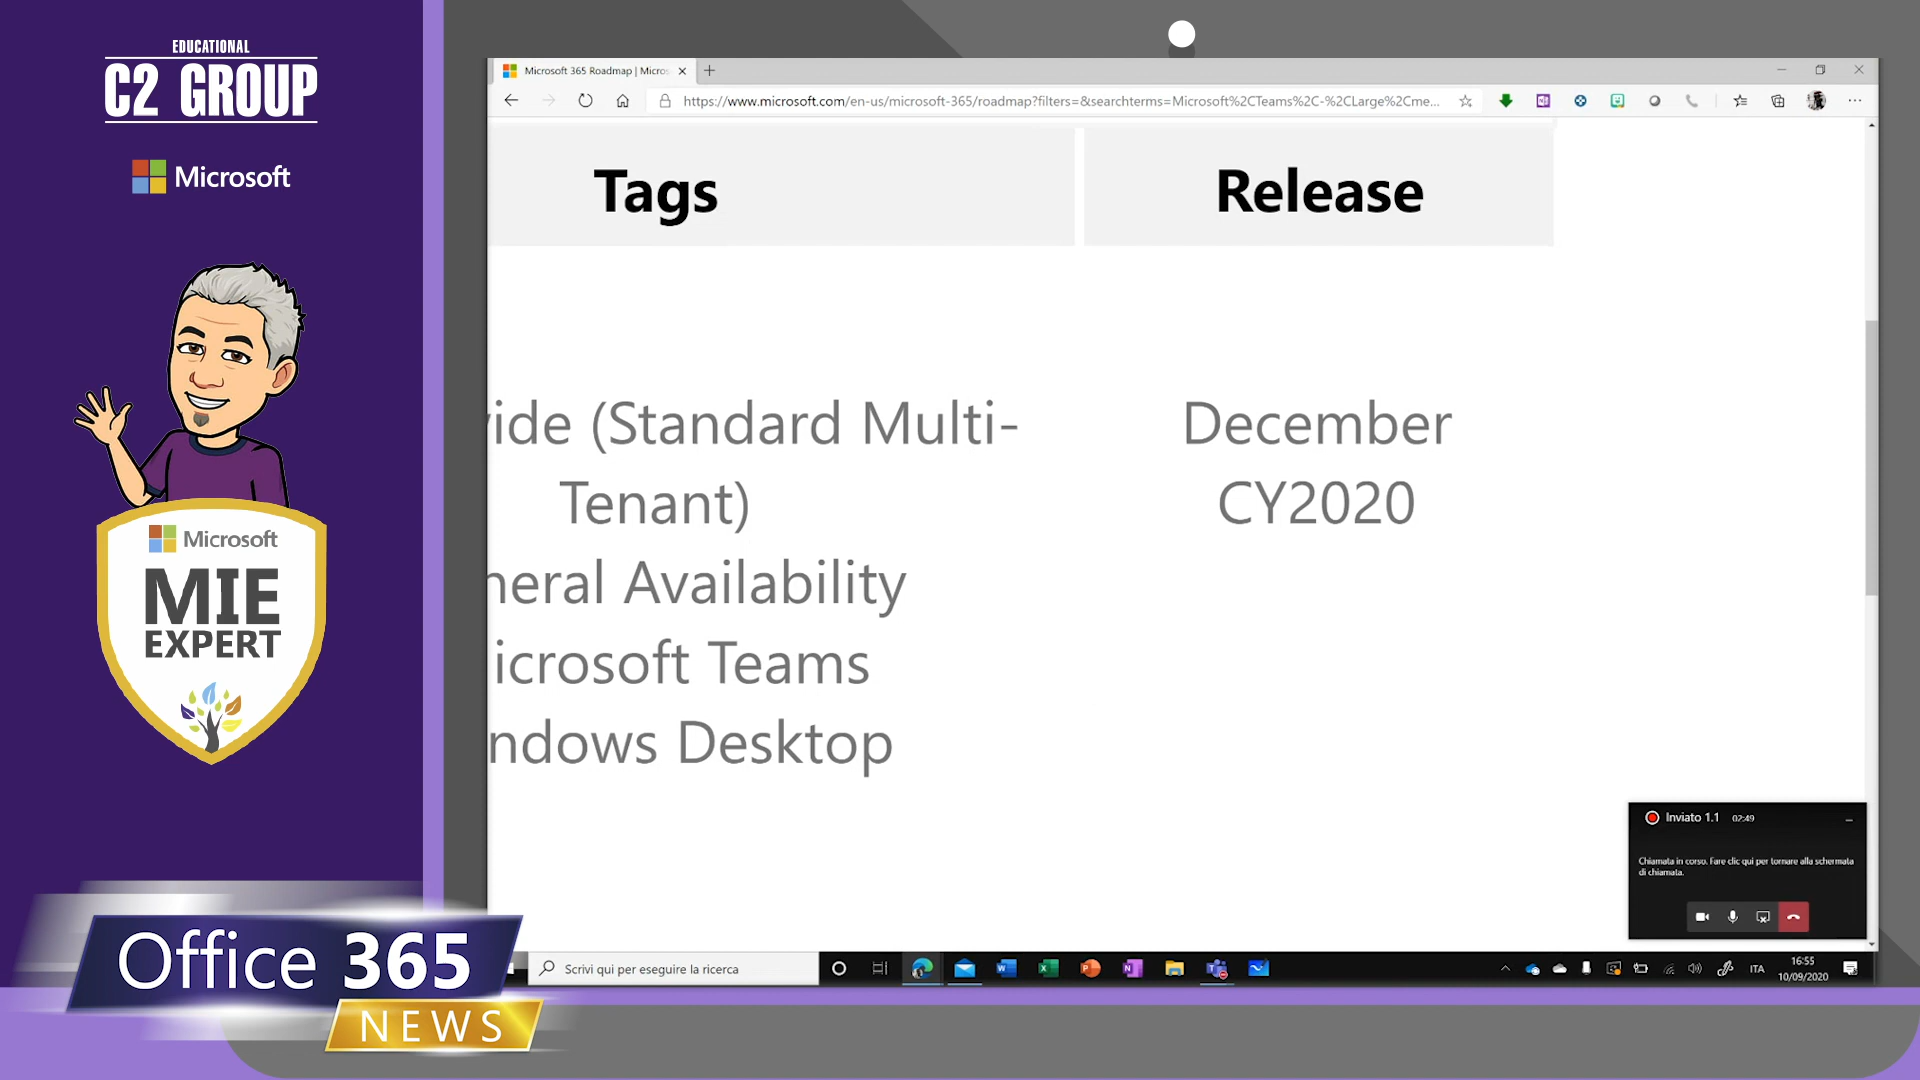 EDUCATIONAL
C2 GROUP
Microsoft
Microsoft
MIE
EXPERT
Office 365
NEWS
Microsoft 365 Roadmap | Micros
https://www.microsoft.com/en-us/microsoft-365/roadmap?filters=&searchterms=Microsoft%2CTeams%2C-%2CLarge%2Cme...
Tags
Release
ide (Standard Multi-
Tenant)
neral Availability
icrosoft Teams
ndows Desktop
December
CY2020
Inviato 1.1 02:49
Chiamata in corso. Fare clic qui per tornare alla schermata
di chiamata.
Scrivi qui per eseguire la ricerca
ITA
16:55
10/09/2020